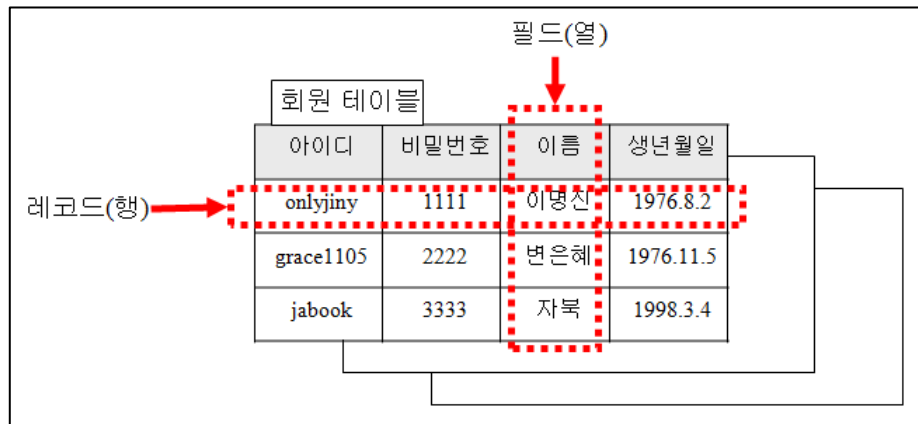 필드(열)
회원 테이블
아이디 비밀번호 이름 생년월일
레코드(행) onlyjiny 1111 이명진 1976.8.2
grace1105 2222 변은혜 1976.11.5
jabook 3333 자북 1998.3.4